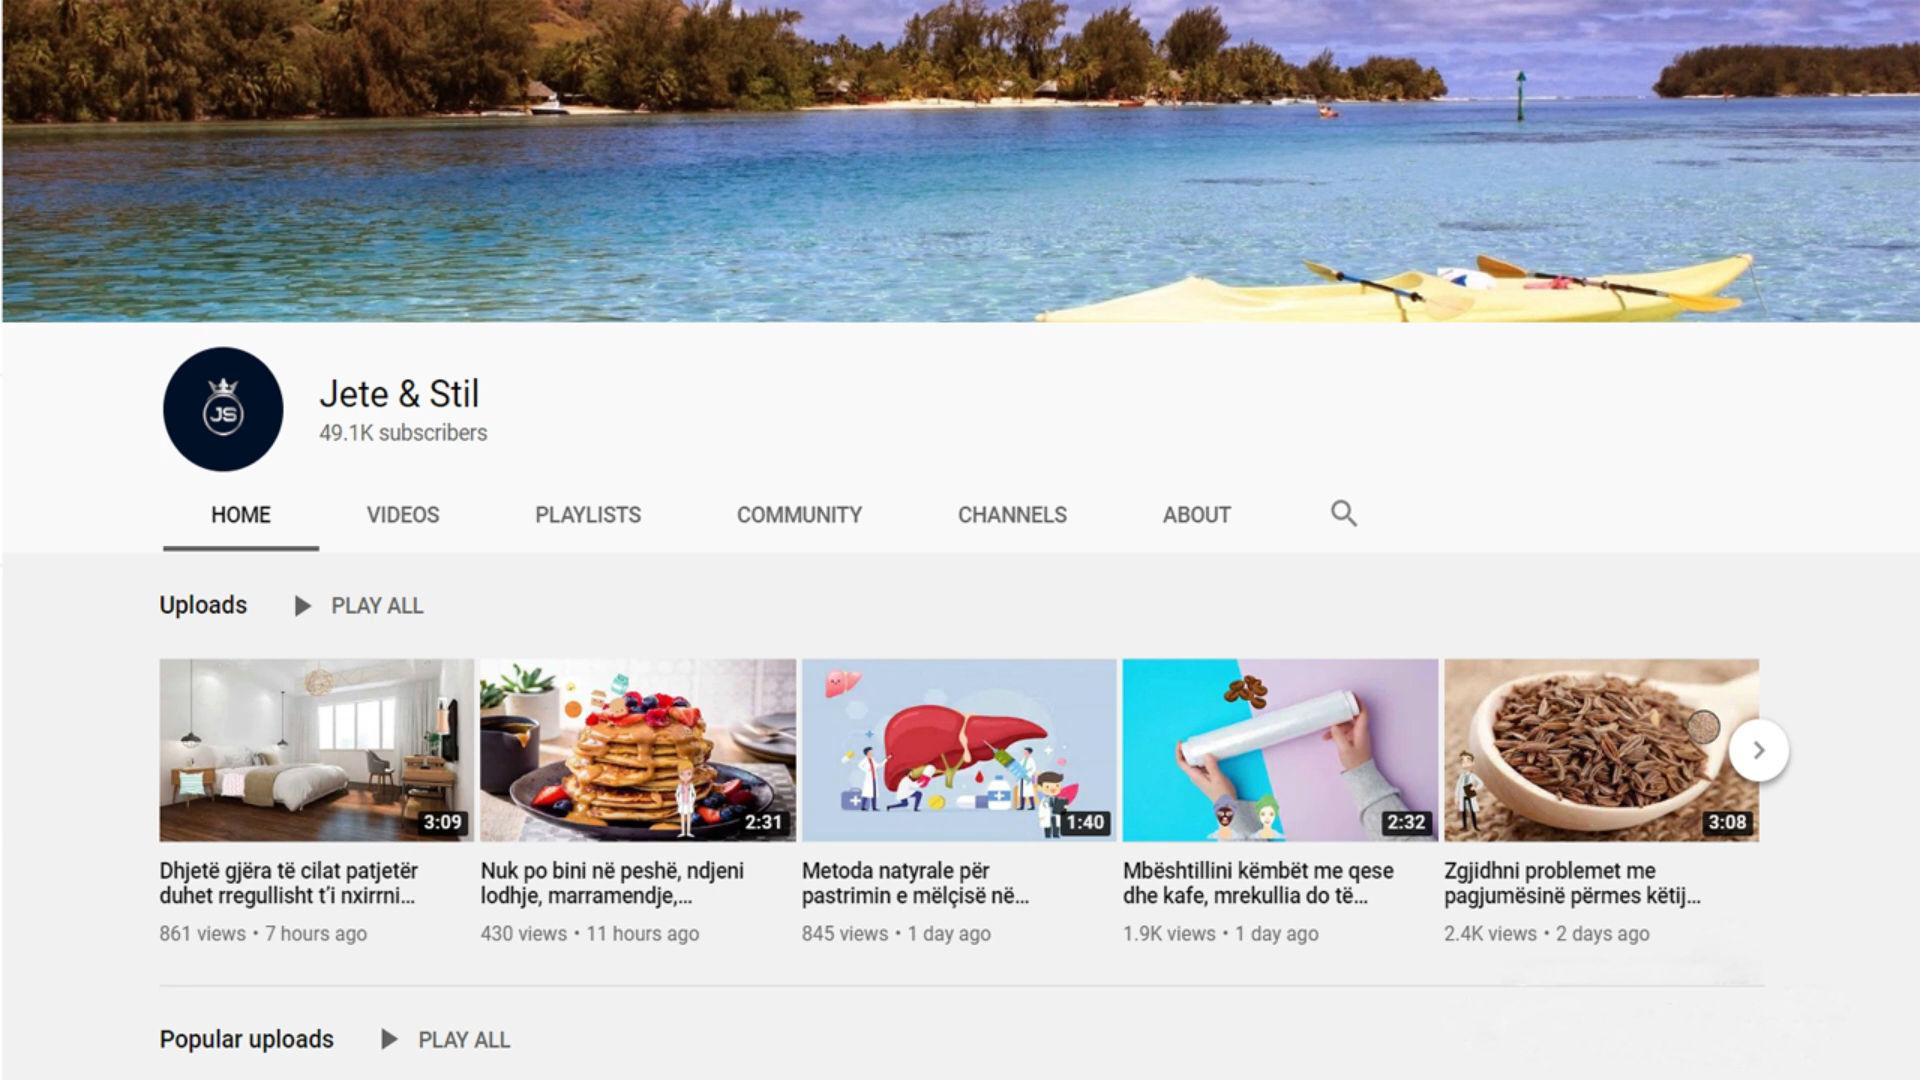 JS
Jete & Stil
49.1K subscribers
HOME VIDEOS PLAYLISTS COMMUNITY CHANNELS ABOUT
Uploads PLAY ALL
3:09
2:31
1:40
2:32
3:08
Dhjetë gjëra të cilat patjetër
duhet rregullisht t’i nxirrni...
861 views • 7 hours ago
Nuk po bini në peshë, ndjeni
lodhje, marramendje,...
430 views • 11 hours ago
Metoda natyrale për
pastrimin e mëlçisë në...
845 views • 1 day ago
Mbështillini këmbët me qese
dhe kafe, mrekullia do të...
1.9K views • 1 day ago
Zgjidhni problemet me
pagjumësinë përmes këtij...
2.4K views • 2 days ago
Popular uploads PLAY ALL